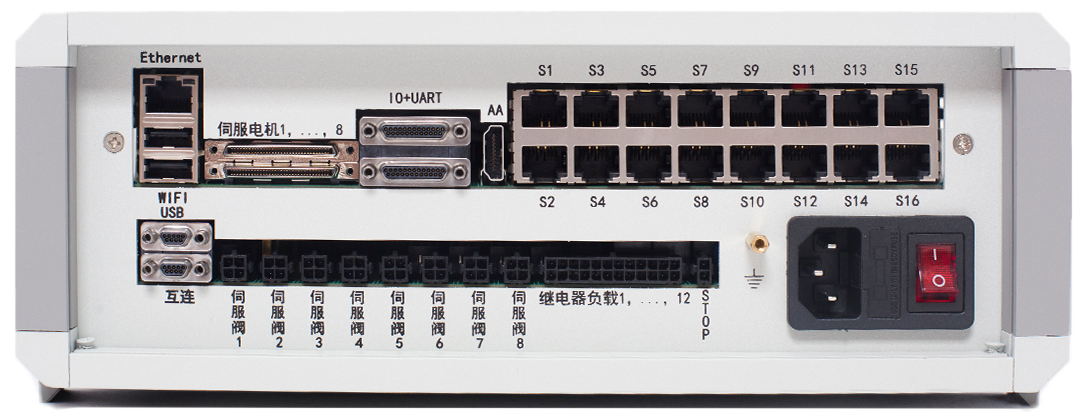 Ethernet
伺服电机1, ..., 8
IO+UART
AA
S1 S3 S5 S7 S9 S11 S13 S15
WIFI
USB
S2 S4 S6 S8 S10 S12 S14 S16
互连
伺服阀1
伺服阀2
伺服阀3
伺服阀4
伺服阀5
伺服阀6
伺服阀7
伺服阀8
继电器负载1, ..., 12
STOP